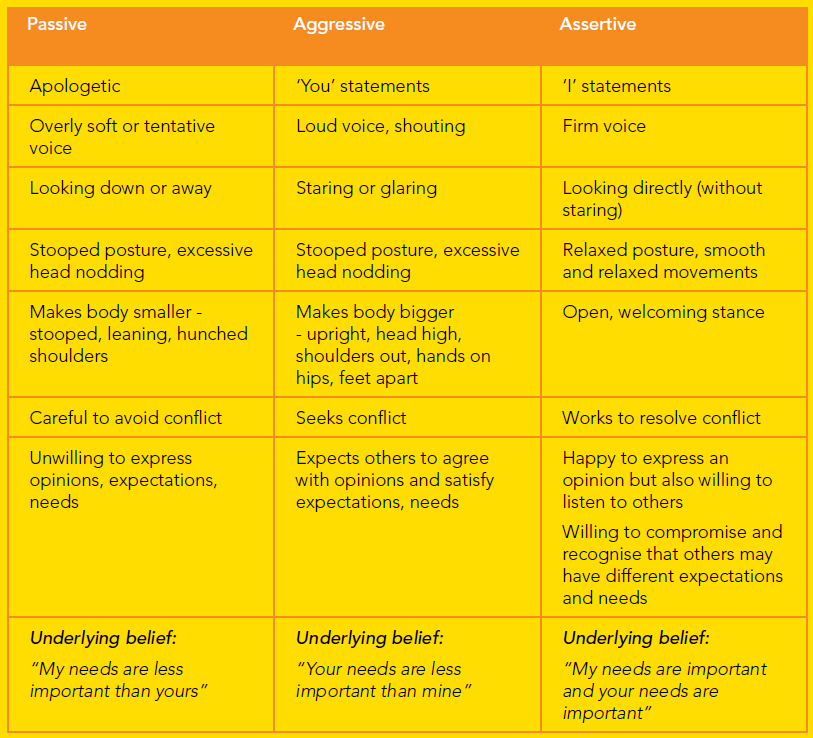 Passive
Aggressive
Assertive
Apologetic
‘You’ statements
‘I’ statements
Overly soft or tentative
voice
Loud voice, shouting
Firm voice
Looking down or away
Staring or glaring
Looking directly (without
staring)
Stooped posture, excessive
head nodding
Stooped posture, excessive
head nodding
Relaxed posture, smooth
and relaxed movements
Makes body smaller -
stooped, leaning, hunched
shoulders
Makes body bigger
- upright, head high,
shoulders out, hands on
hips, feet apart
Open, welcoming stance
Careful to avoid conflict
Seeks conflict
Works to resolve conflict
Unwilling to express
opinions, expectations,
needs
Expects others to agree
with opinions and satisfy
expectations, needs
Happy to express an
opinion but also willing to
listen to others
Willing to compromise and
recognise that others may
have different expectations
and needs
Underlying belief:
“My needs are less
important than yours”
Underlying belief:
“Your needs are less
important than mine”
Underlying belief:
“My needs are important
and your needs are
important”